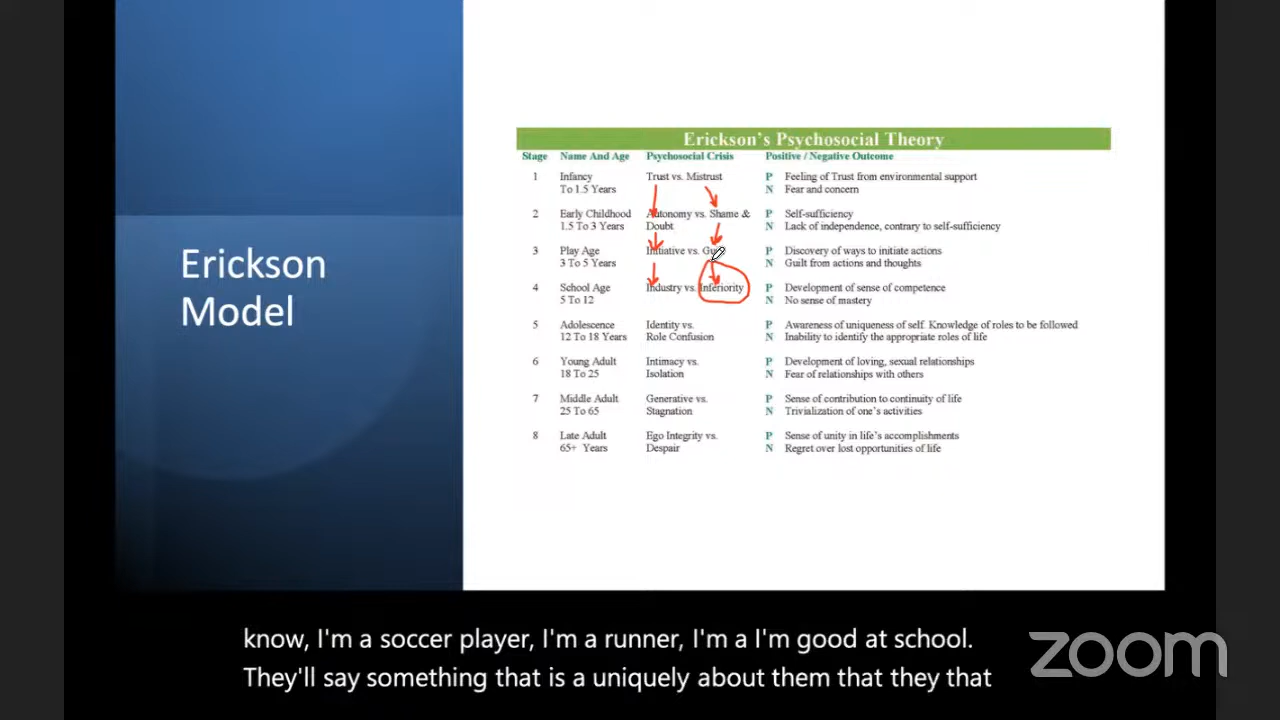 Erickson
Model
Erickson's Psychosocial Theory
Stage Name And Age Psychosocial Crisis Positive / Negative Outcome
1 Infancy Trust vs. Mistrust P Feeling of Trust from environmental support
To 1.5 Years N Fear and concern
2 Early Childhood Autonomy vs. Shame & P Self-sufficiency
1.5 To 3 Years Doubt N Lack of independence, contrary to self-sufficiency
3 Play Age Initiative vs. P Discovery of ways to initiate actions
3 To 5 Years N Guilt from actions and thoughts
4 School Age Industry vs. Inferiority P Development of sense of competence
5 To 12 N No sense of mastery
5 Adolescence Identity vs. P Awareness of uniqueness of self. Knowledge of roles to be followed
12 To 18 Years Role Confusion N Inability to identify the appropriate roles of life
6 Young Adult Intimacy vs. P Development of loving, sexual relationships
18 To 25 Isolation N Fear of relationships with others
7 Middle Adult Generative vs. P Sense of contribution to continuity of life
25 To 65 Stagnation N Trivialization of one's activities
8 Late Adult Ego Integrity vs. P Sense of unity in life's accomplishments
65+ Years Despair N Regret over lost opportunities of life
know, I'm a soccer player, I'm a runner, I'm a I'm good at school.
They'll say something that is a uniquely about them that they that
zoom